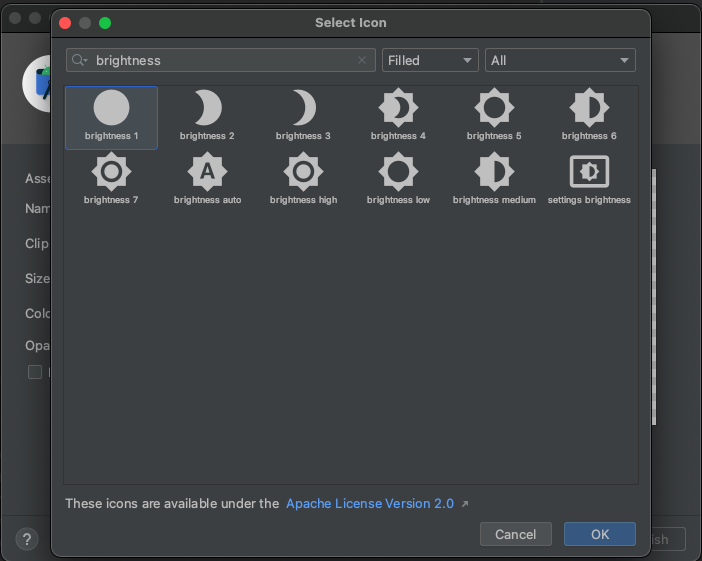 Select Icon
brightness
Filled
All
brightness 1
brightness 2
brightness 3
brightness 4
brightness 5
brightness 6
A
brightness 7
brightness auto
brightness high
brightness low
brightness medium
settings brightness
Asse
Nam
Clip
Size
Colo
Opa
These icons are available under the Apache License Version 2.0 ↗
? Cancel OK ish